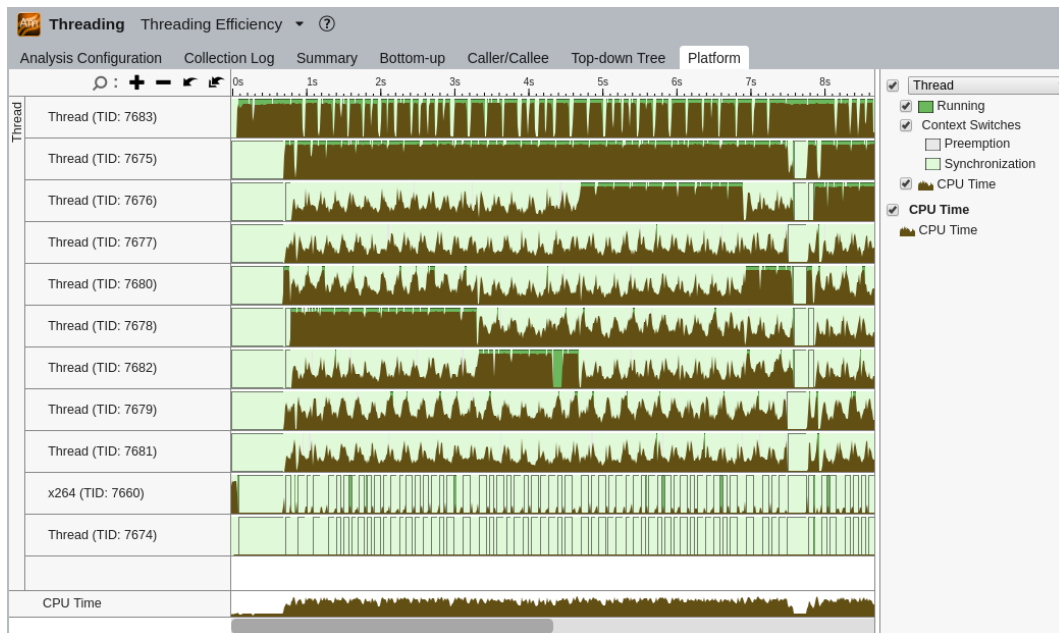 Threading Threading Efficiency
Analysis Configuration Collection Log Summary Bottom-up Caller/Callee Top-down Tree Platform
0s 1s 2s 3s 4s 5s 6s 7s 8s
Thread
Thread (TID: 7683)
Thread (TID: 7675)
Thread (TID: 7676)
Thread (TID: 7677)
Thread (TID: 7680)
Thread (TID: 7678)
Thread (TID: 7682)
Thread (TID: 7679)
Thread (TID: 7681)
x264 (TID: 7660)
Thread (TID: 7674)
CPU Time
Thread
Running
Context Switches
Preemption
Synchronization
CPU Time
CPU Time
CPU Time